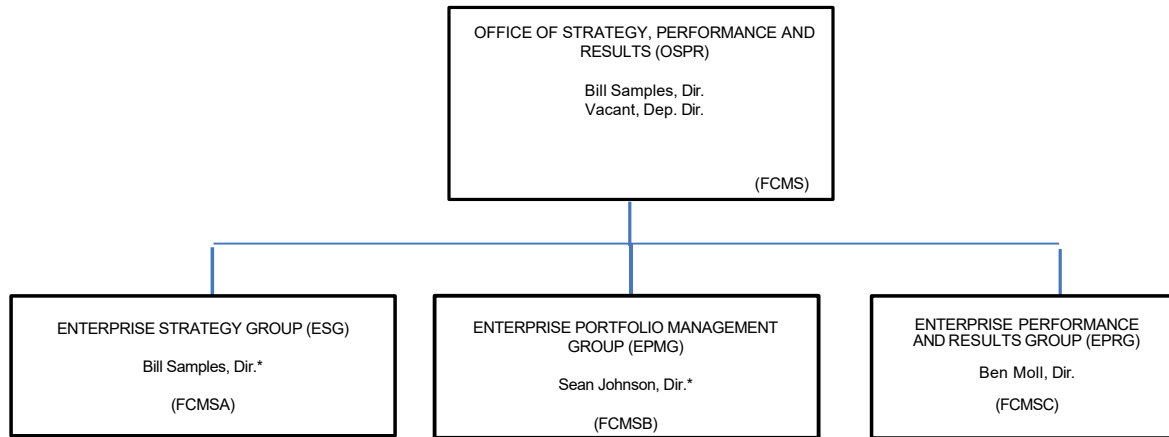 OFFICE OF STRATEGY, PERFORMANCE AND
RESULTS (OSPR)
Bill Samples, Dir.
Vacant, Dep. Dir.
(FCMS)
ENTERPRISE STRATEGY GROUP (ESG)
Bill Samples, Dir.*
(FCMSA)
ENTERPRISE PORTFOLIO MANAGEMENT
GROUP (EPMG)
Sean Johnson, Dir.*
(FCMSB)
ENTERPRISE PERFORMANCE
AND RESULTS GROUP (EPRG)
Ben Moll, Dir.
(FCMSC)